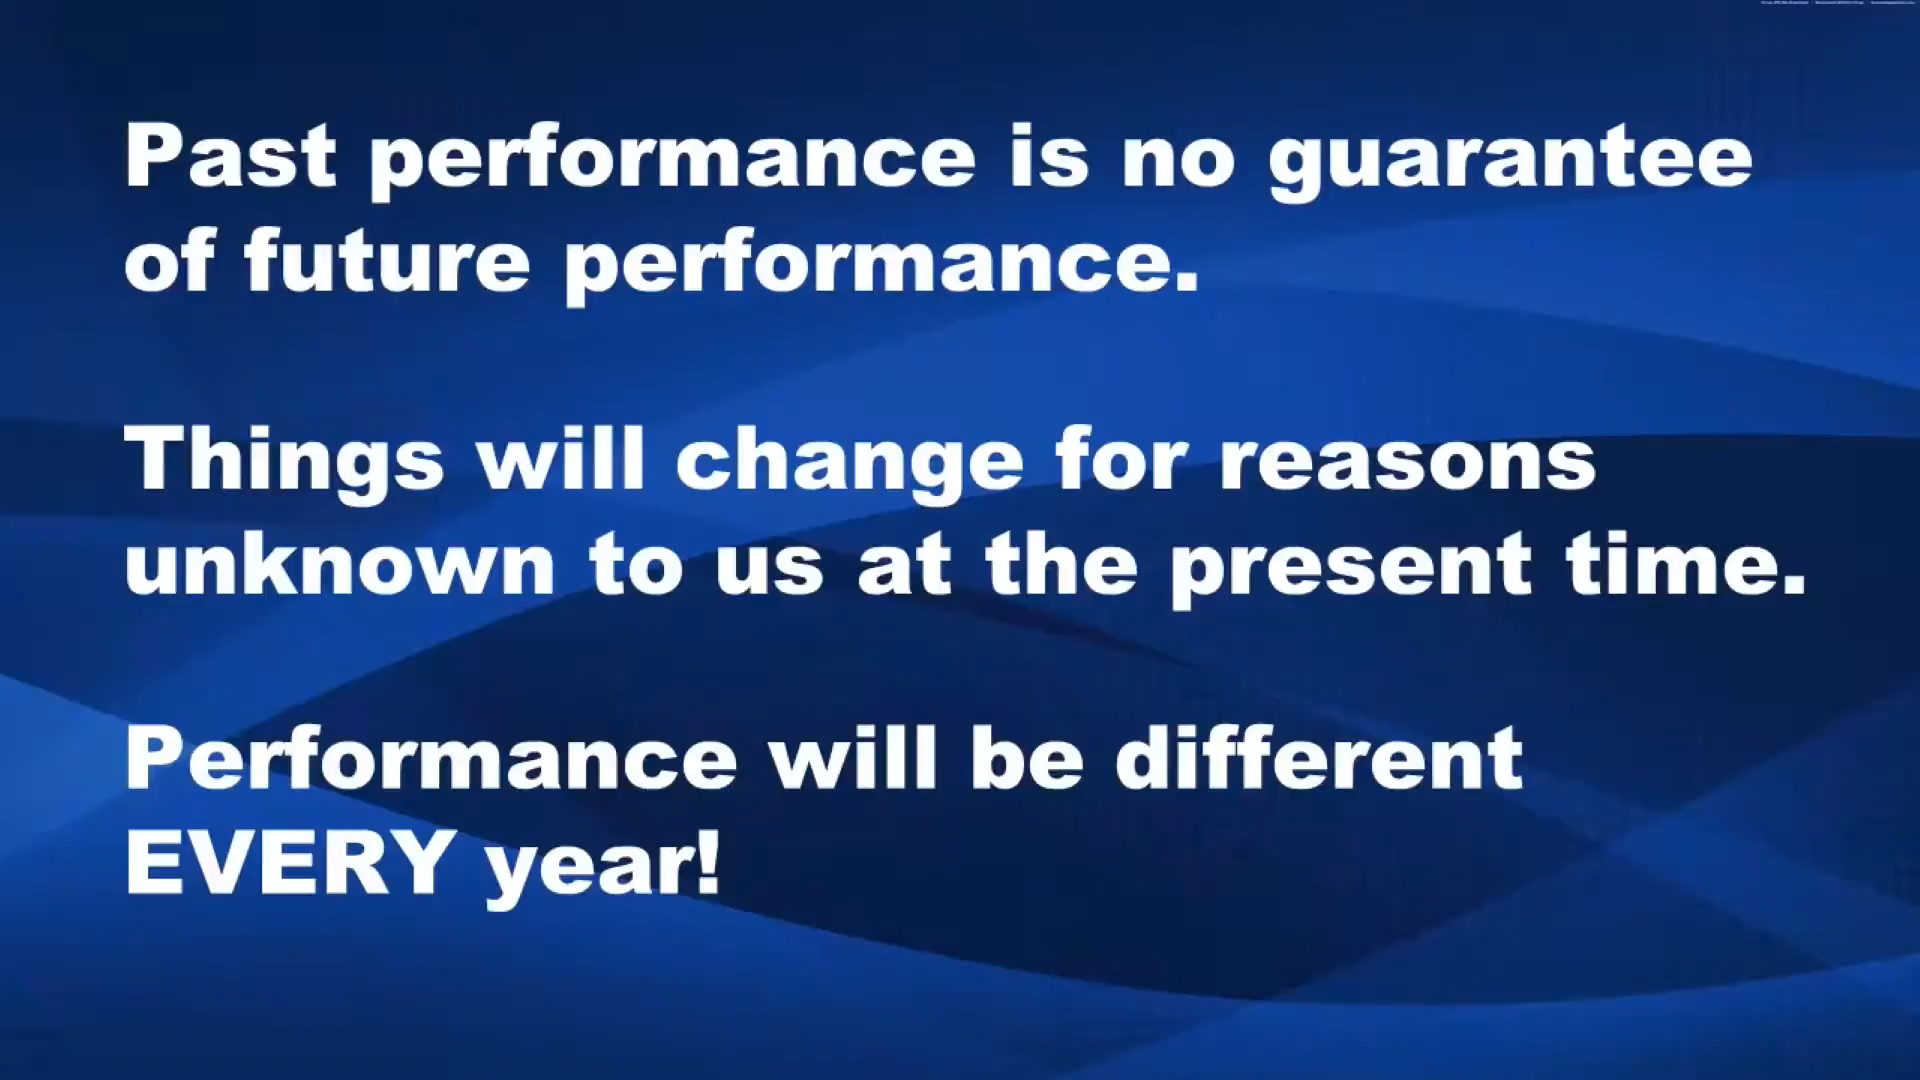 Past performance is no guarantee
of future performance.
Things will change for reasons
unknown to us at the present time.
Performance will be different
EVERY year!